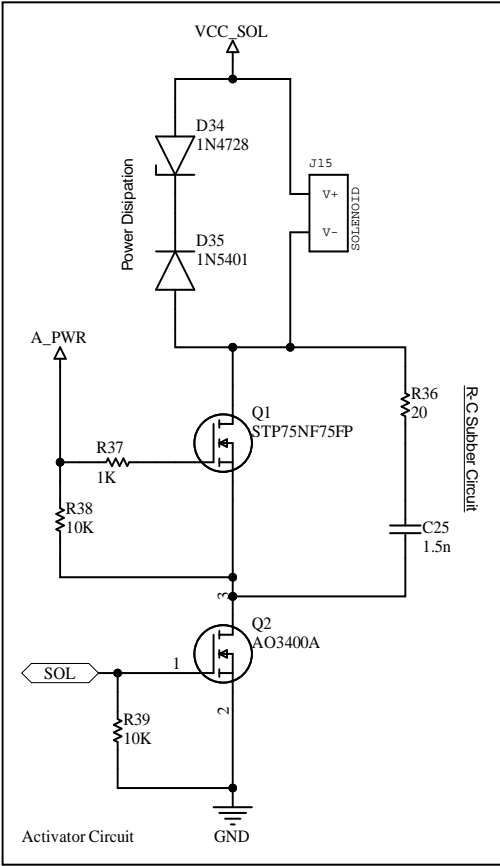 VCC_SOL
D34
1N4728
J15
V+
V-
SOLENOID
Power Disipation
D35
1N5401
A_PWR
R36
20
R-C Subber Circuit
Q1
STP75NF75FP
R37
1K
R38
10K
C25
1.5n
3
Q2
AO3400A
SOL
1
2
R39
10K
Activator Circuit
GND